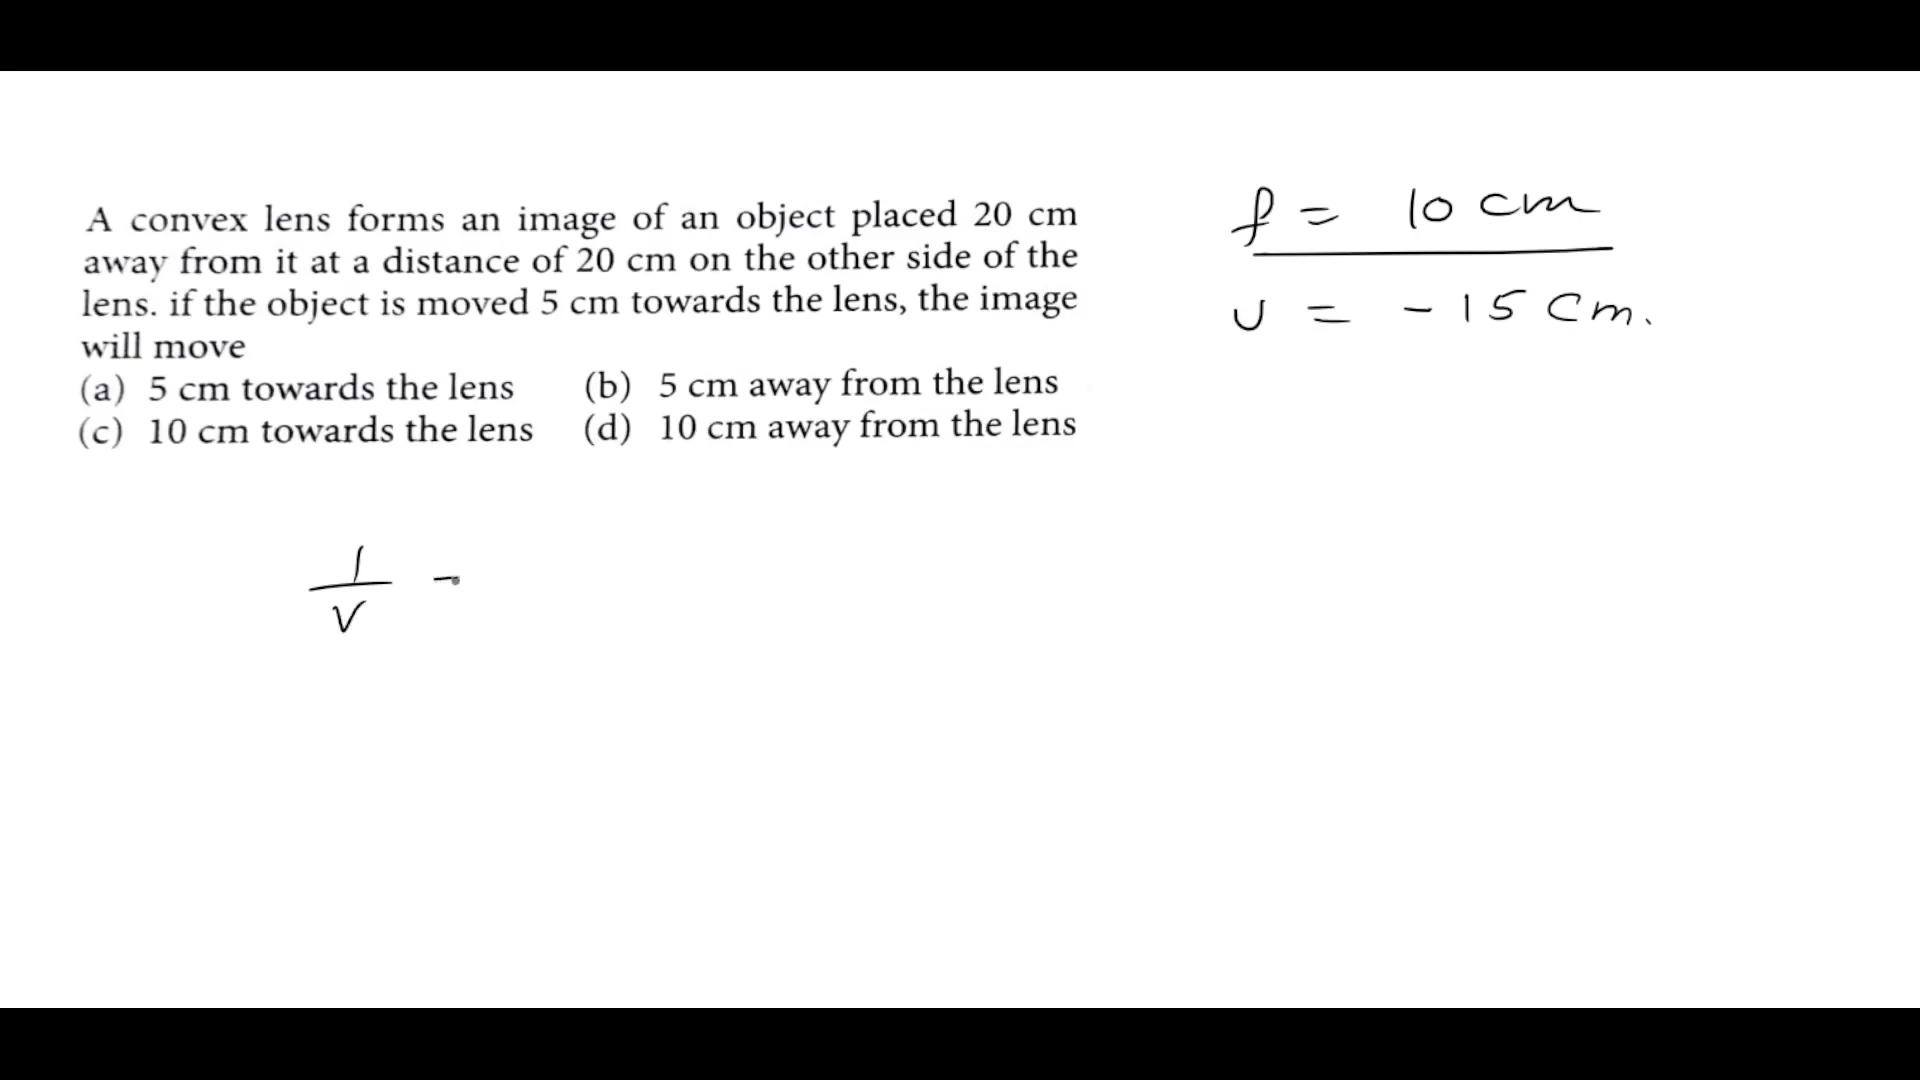 A convex lens forms an image of an object placed 20 cm
away from it at a distance of 20 cm on the other side of the
lens. if the object is moved 5 cm towards the lens, the image
will move
(a) 5 cm towards the lens (b) 5 cm away from the lens
(c) 10 cm towards the lens (d) 10 cm away from the lens
f = 10 cm
u = -15 cm.
1
v
-